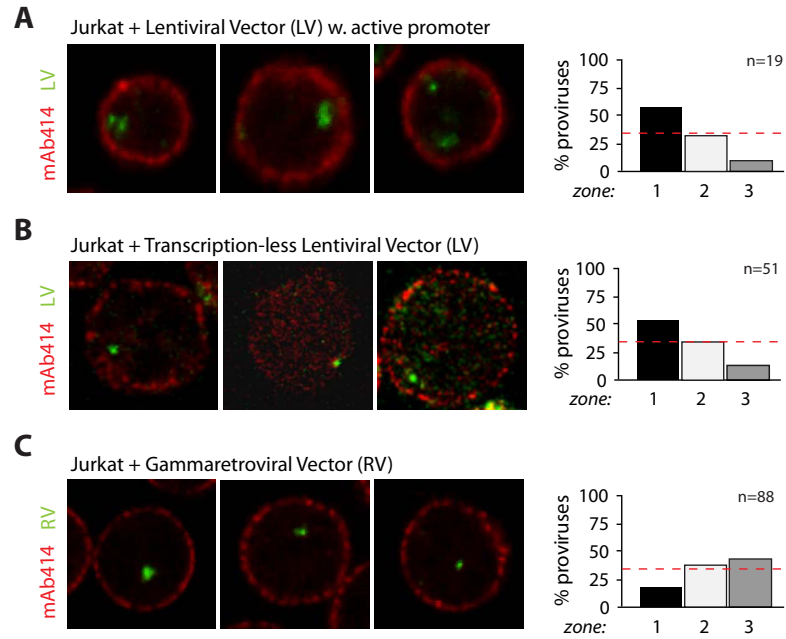 A
Jurkat + Lentiviral Vector (LV) w. active promoter
mAb414 LV
% proviruses
100
75
50
25
0
n=19
zone: 1 2 3
B
Jurkat + Transcription-less Lentiviral Vector (LV)
mAb414 LV
% proviruses
100
75
50
25
0
n=51
zone: 1 2 3
C
Jurkat + Gammaretroviral Vector (RV)
mAb414 RV
% proviruses
100
75
50
25
0
n=88
zone: 1 2 3